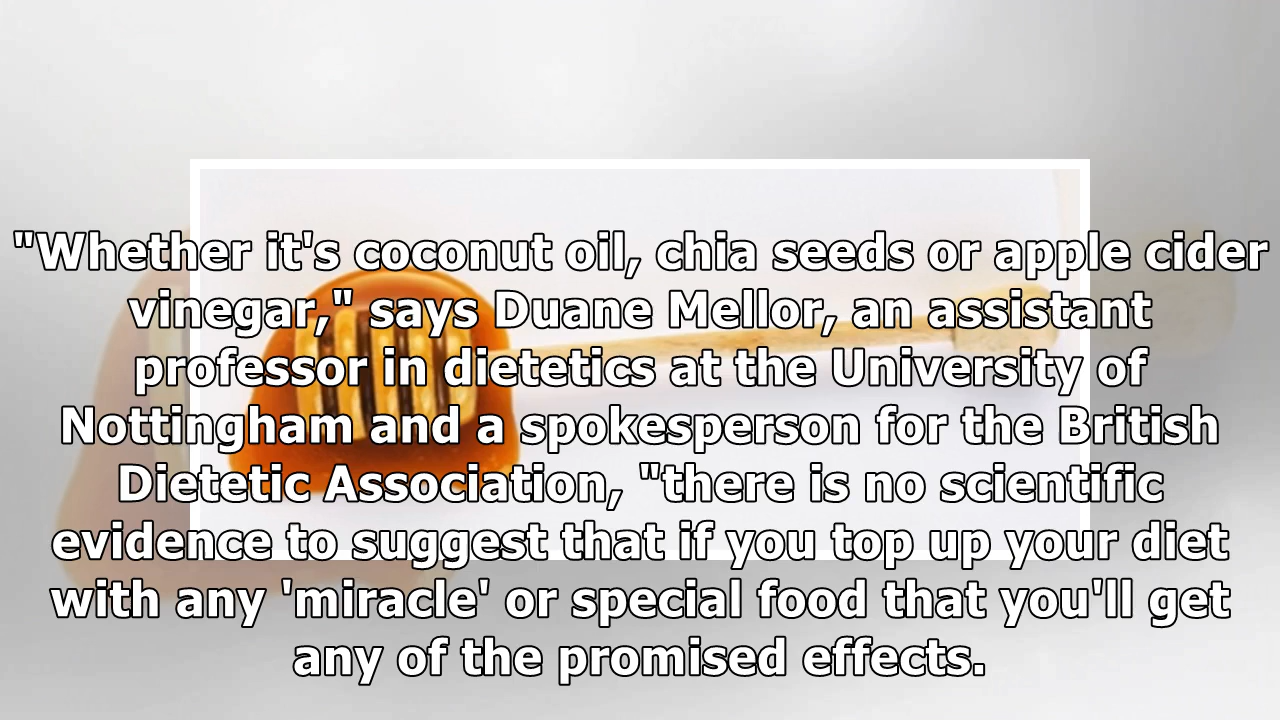 "Whether it's coconut oil, chia seeds or apple cider
vinegar," says Duane Mellor, an assistant
professor in dietetics at the University of
Nottingham and a spokesperson for the British
Dietetic Association, "there is no scientific
evidence to suggest that if you top up your diet
with any 'miracle' or special food that you'll get
any of the promised effects.